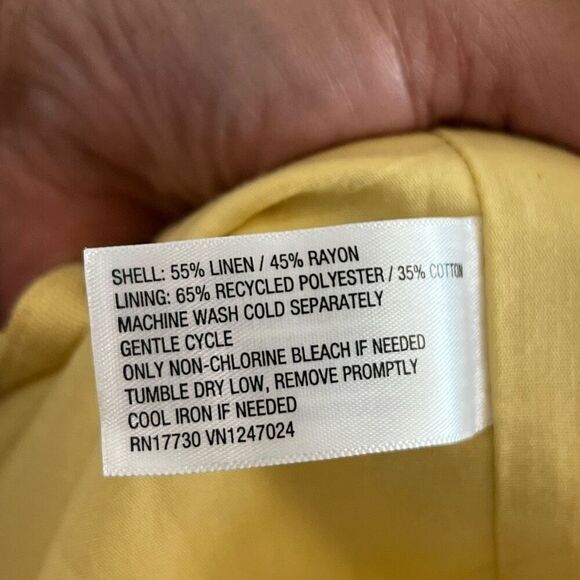 SHELL: 55% LINEN / 45% RAYON
LINING: 65% RECYCLED POLYESTER / 35% COTTON
MACHINE WASH COLD SEPARATELY
GENTLE CYCLE
ONLY NON-CHLORINE BLEACH IF NEEDED
TUMBLE DRY LOW, REMOVE PROMPTLY
COOL IRON IF NEEDED
RN17730 VN1247024